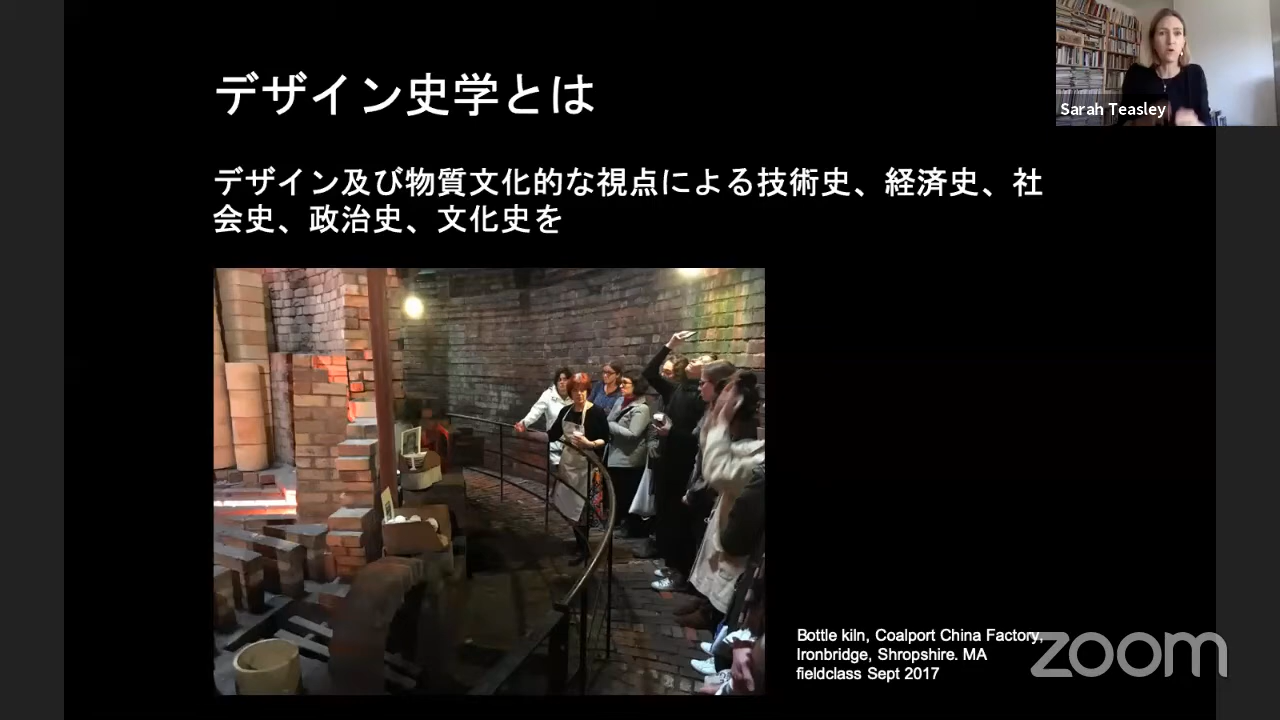 デザイン史学とは
デザイン及び物質文化的な視点による技術史、経済史、社
会史、政治史、文化史を
Sarah Teasley
Bottle kiln, Coalport China Factory,
Ironbridge, Shropshire. MA
fieldclass Sept 2017
zoom